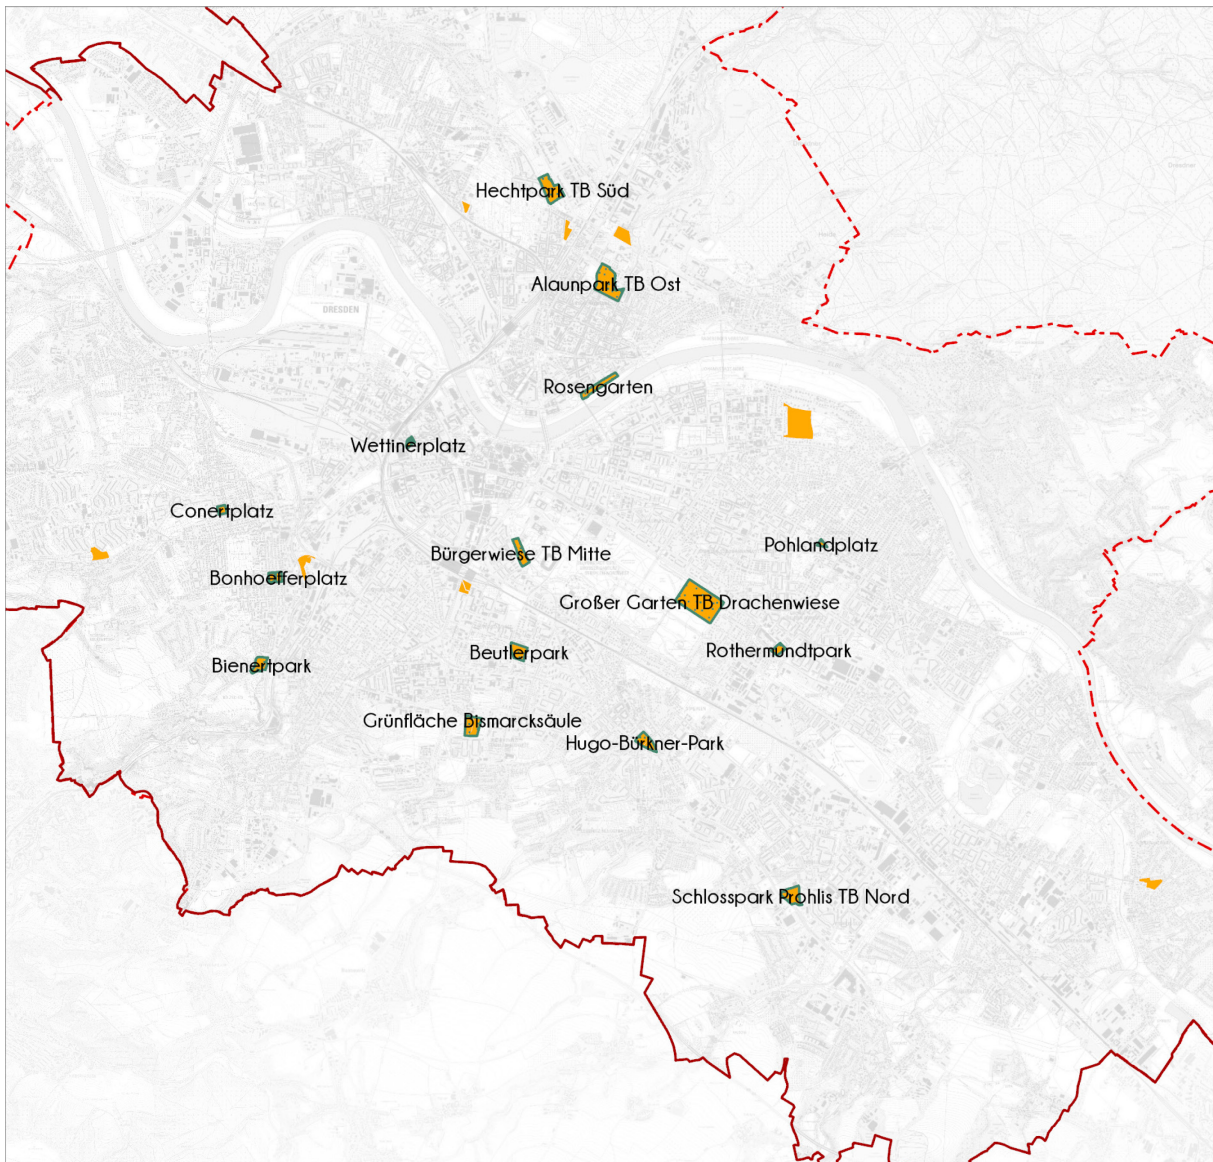 Hechtpark TB Süd
Alaunpark TB Ost
DRESDEN
Rosengarten
Wettinerplatz
Conertplatz
Bürgerwiese TB Mitte
Pohlandplatz
Bonhoefferplatz
Großer Garten TB Drachenwiese
Beutlerpark
Rothermundtpark
Bienertpark
Grünfläche Bismarcksäule
Hugo-Bürkner-Park
Schlosspark Prohlis TB Nord